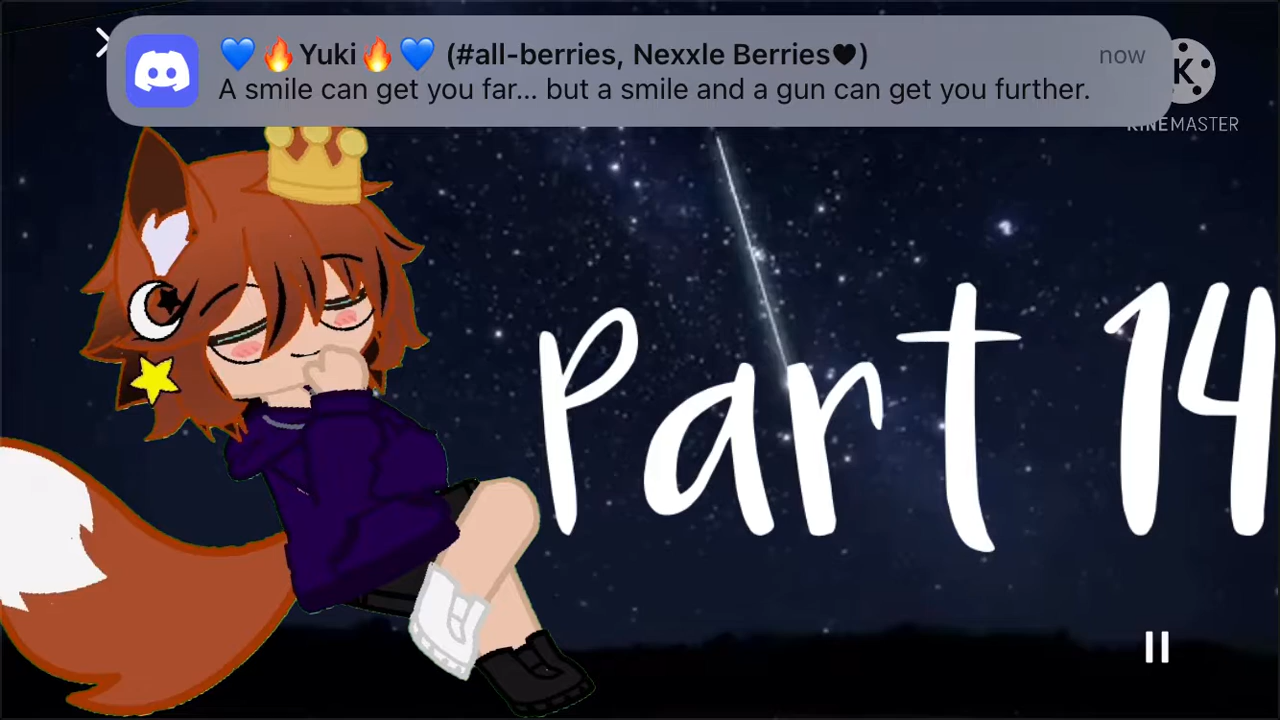 💙🔥Yuki🔥💙 (#all-berries, Nexxle Berries🖤) now
A smile can get you far... but a smile and a gun can get you further.
K
KINEMASTER
Part 14